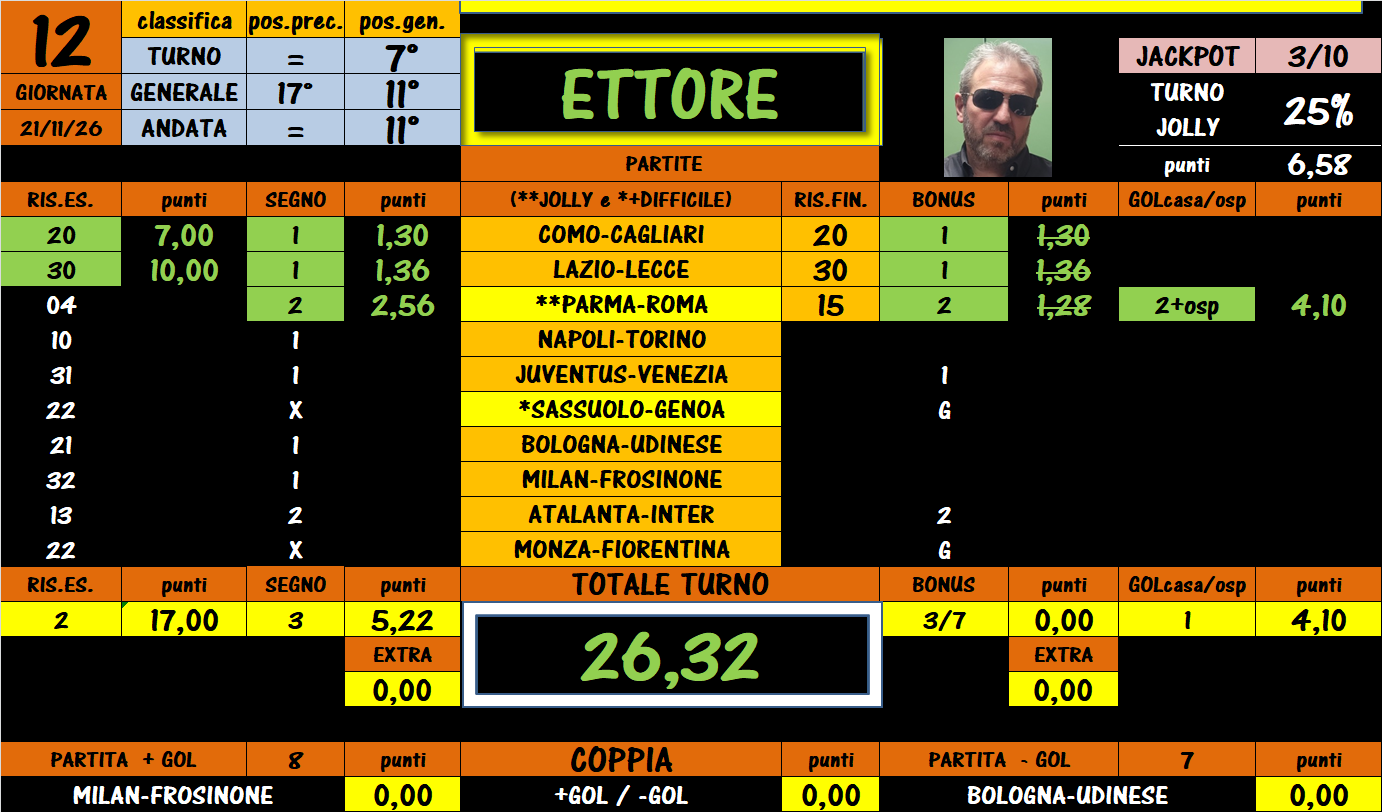 12 classifica pos.prec. pos.gen.
TURNO = 7° ETTORE JACKPOT 3/10
GIORNATA GENERALE 17° 11° TURNO JOLLY 25%
21/11/26 ANDATA = 11°
PARTITE punti 6,58
RIS.ES. punti SEGNO punti (**JOLLY e *+DIFFICILE) RIS.FIN. BONUS punti GOLcasa/osp punti
20 7,00 1 1,30 COMO-CAGLIARI 20 1 1,30
30 10,00 1 1,36 LAZIO-LECCE 30 1 1,36
04 2 2,56 **PARMA-ROMA 15 2 1,28 2+osp 4,10
10 1 NAPOLI-TORINO
31 1 JUVENTUS-VENEZIA 1
22 X *SASSUOLO-GENOA G
21 1 BOLOGNA-UDINESE
32 1 MILAN-FROSINONE
13 2 ATALANTA-INTER 2
22 X MONZA-FIORENTINA G
RIS.ES. punti SEGNO punti TOTALE TURNO BONUS punti GOLcasa/osp punti
2 17,00 3 5,22 26,32 3/7 0,00 1 4,10
EXTRA EXTRA
0,00 0,00
PARTITA + GOL 8 punti COPPIA punti PARTITA - GOL 7 punti
MILAN-FROSINONE 0,00 +GOL / -GOL 0,00 BOLOGNA-UDINESE 0,00